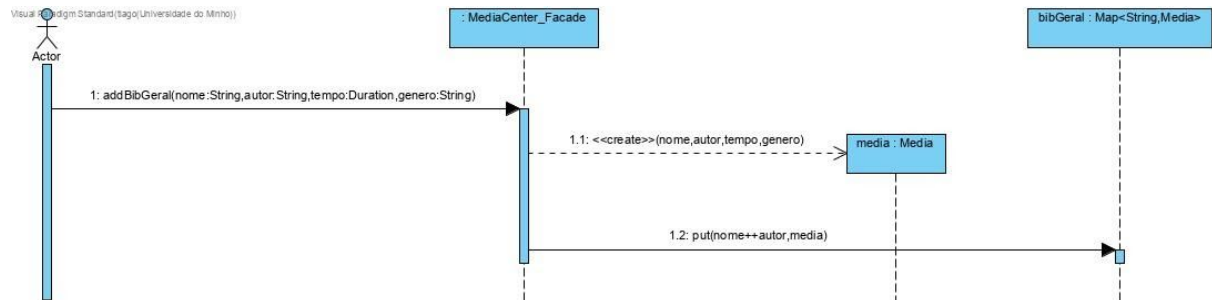 Visual Paradigm Standard(tiago(Universidade do Minho))
Actor
: MediaCenter_Facade
bibGeral : Map<String,Media>
1: addBibGeral(nome:String,autor:String,tempo:Duration,genero:String)
1.1: <<create>>(nome,autor,tempo,genero)
media : Media
1.2: put(nome++autor,media)